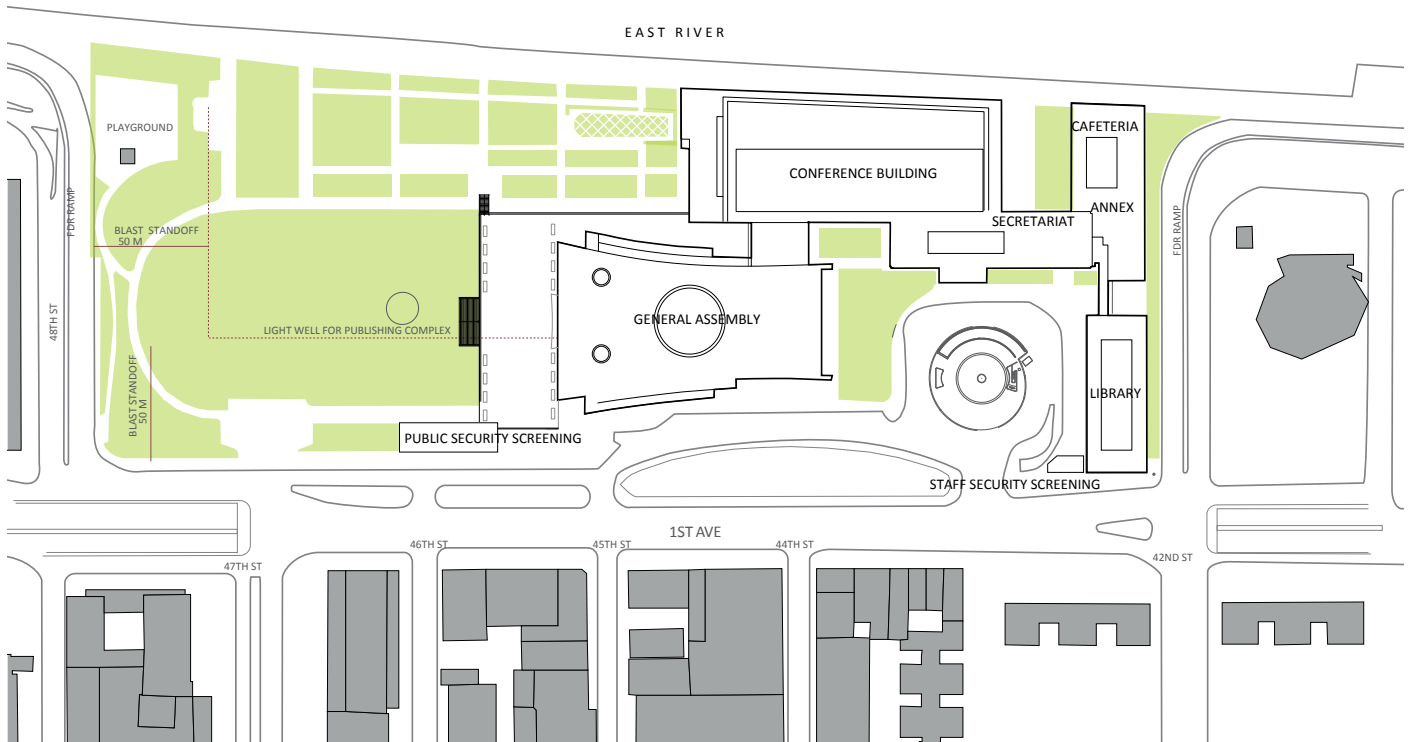 EAST RIVER
PLAYGROUND
CAFETERIA
CONFERENCE BUILDING
FDR RAMP
ANNEX
SECRETARIAT
FDR RAMP
BLAST STANDOFF
50 M
48TH ST
LIGHT WELL FOR PUBLISHING COMPLEX
GENERAL ASSEMBLY
BLAST STANDOFF
50 M
LIBRARY
PUBLIC SECURITY SCREENING
STAFF SECURITY SCREENING
1ST AVE
47TH ST
46TH ST
45TH ST
44TH ST
42ND ST